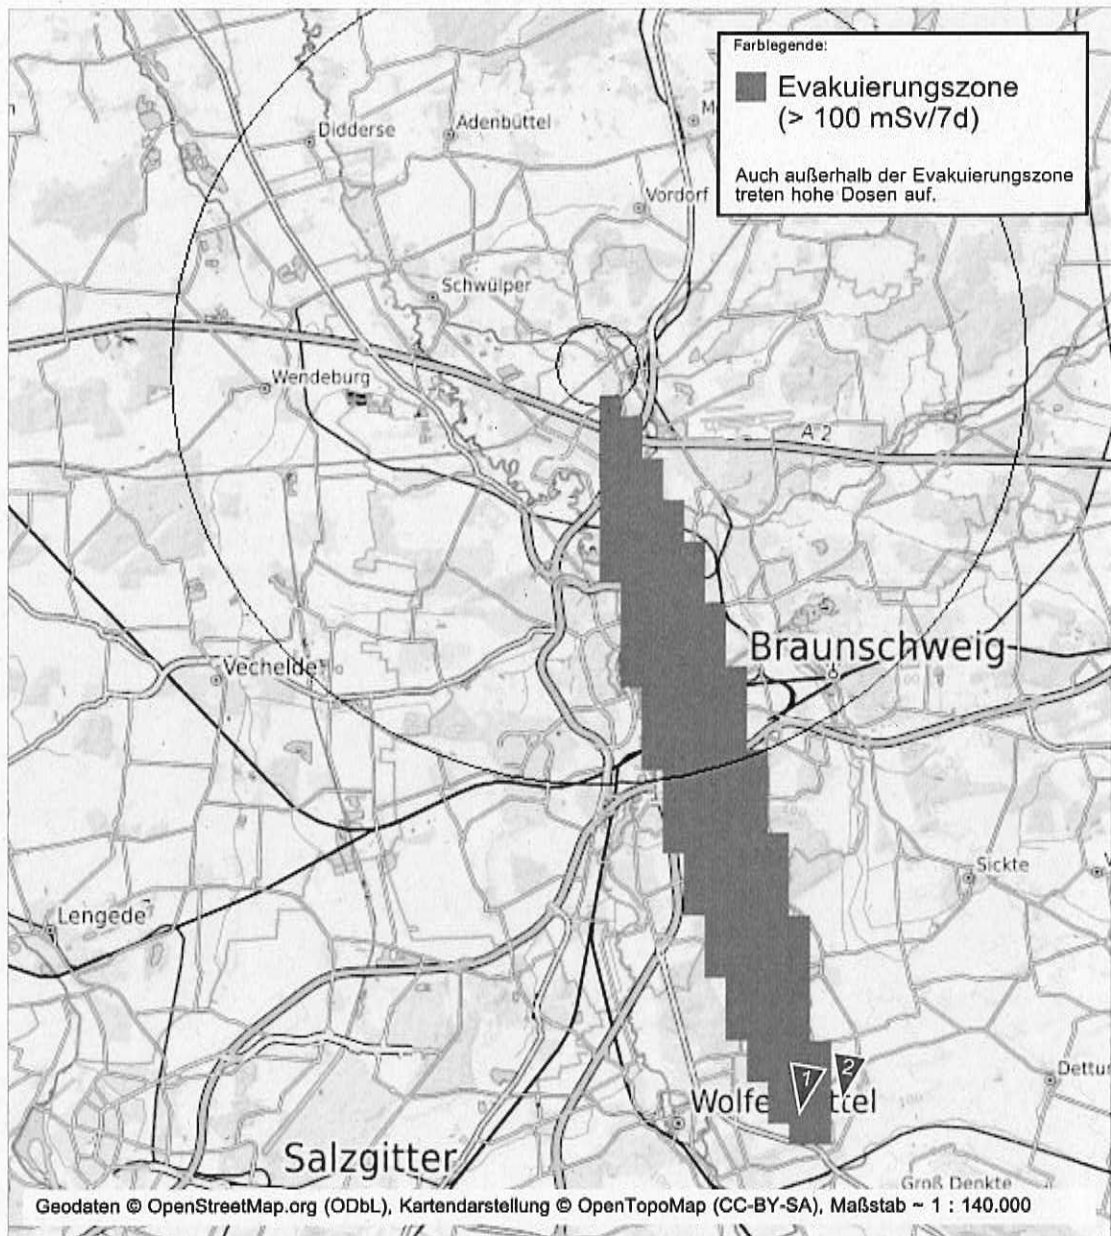 Farblegende:
Evakuierungszone
(> 100 mSv/7d)
Auch außerhalb der Evakuierungszone
treten hohe Dosen auf.
Didderse
Adenbüttel
Vordorf
Schwülper
Wendeburg
A 2
Braunschweig
Vechelde
Sickte
Lengede
1
2
Salzgitter
Groß Denkte
Geodaten © OpenStreetMap.org (ODbL), Kartendarstellung © OpenTopoMap (CC-BY-SA), Maßstab ~ 1 : 140.000